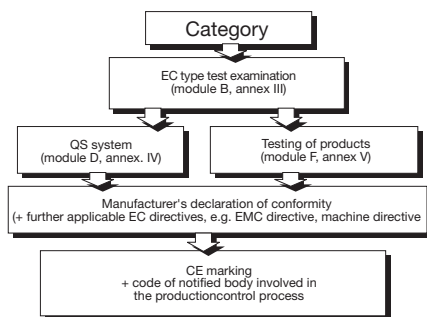 Category
EC type test examination
(module B, annex III)
QS system
(module D, annex. IV)
Testing of products
(module F, annex V)
Manufacturer's declaration of conformity
(+ further applicable EC directives, e.g. EMC directive, machine directive
CE marking
+ code of notified body involved in
the productioncontrol process